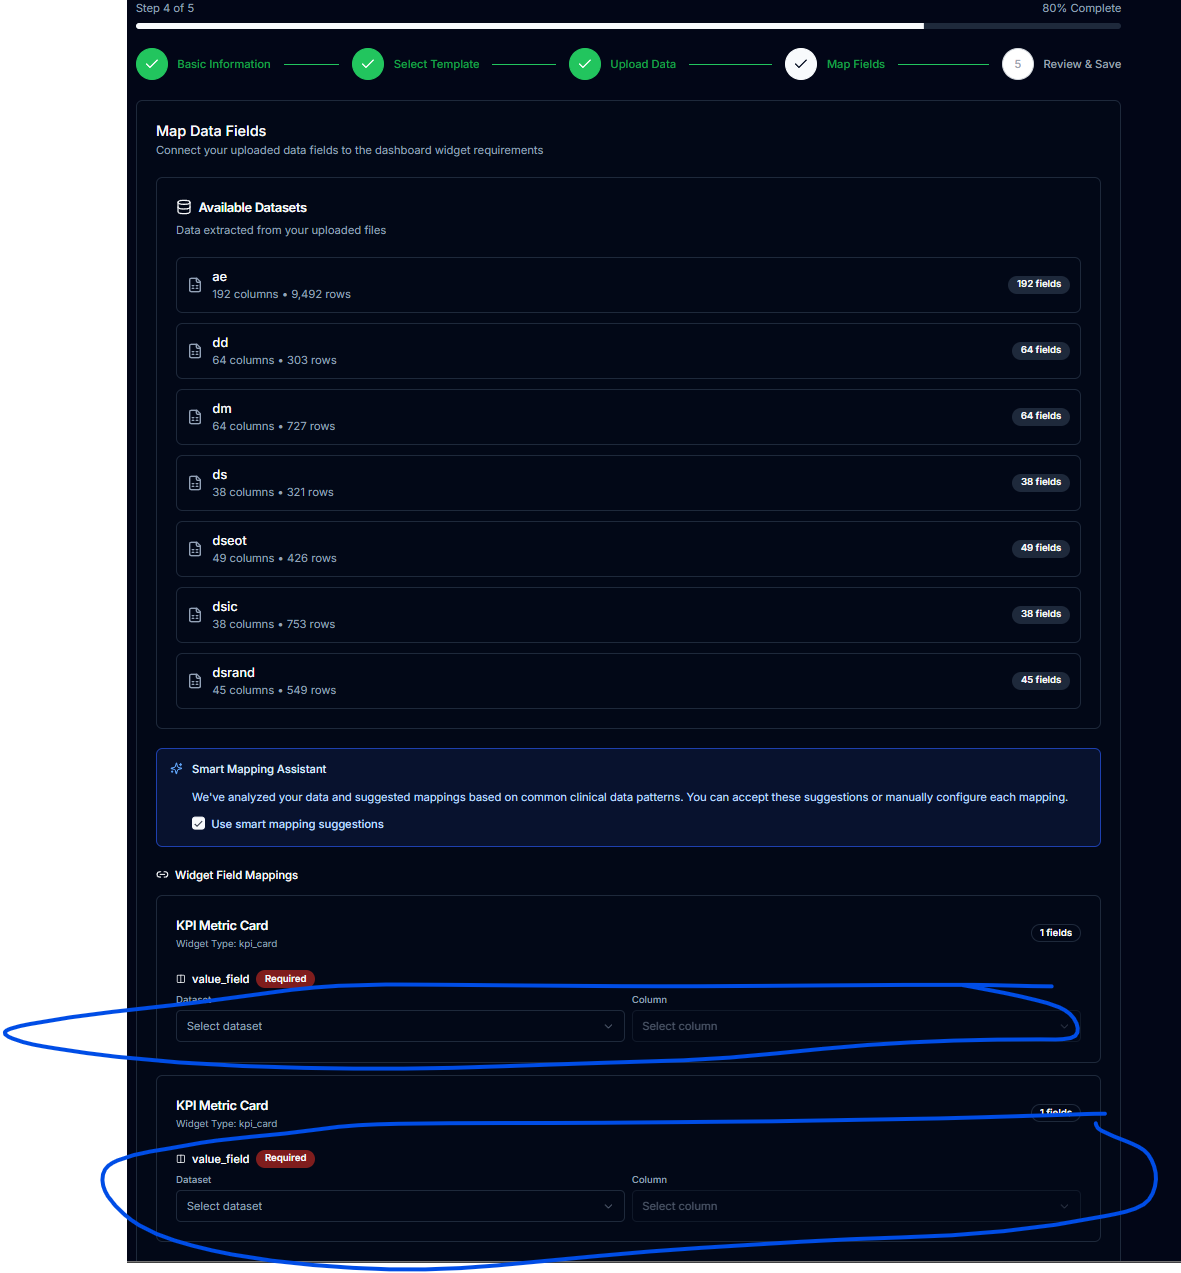 Step 4 of 5
80% Complete
Basic Information
Select Template
Upload Data
Map Fields
5
Review & Save
Map Data Fields
Connect your uploaded data fields to the dashboard widget requirements
Available Datasets
Data extracted from your uploaded files
ae
192 columns • 9,492 rows
192 fields
dd
64 columns • 303 rows
64 fields
dm
64 columns • 727 rows
64 fields
ds
38 columns • 321 rows
38 fields
dseot
49 columns • 426 rows
49 fields
dsic
38 columns • 753 rows
38 fields
dsrand
45 columns • 549 rows
45 fields
Smart Mapping Assistant
We've analyzed your data and suggested mappings based on common clinical data patterns. You can accept these suggestions or manually configure each mapping.
Use smart mapping suggestions
Widget Field Mappings
KPI Metric Card
1 fields
Widget Type: kpi_card
value_field Required
Dataset
Column
Select dataset
Select column
KPI Metric Card
1 fields
Widget Type: kpi_card
value_field Required
Dataset
Column
Select dataset
Select column